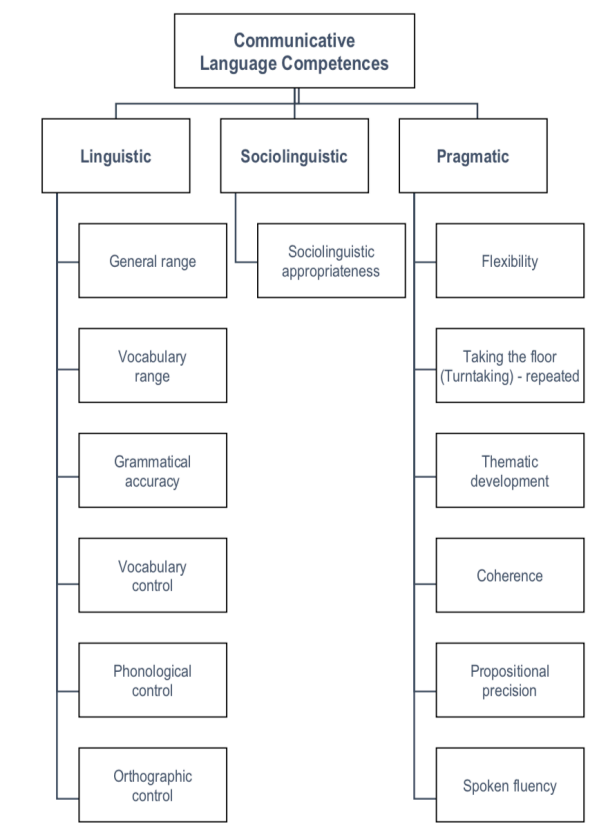 Communicative
Language Competences
Linguistic
Sociolinguistic
Pragmatic
General range
Sociolinguistic
appropriateness
Flexibility
Vocabulary
range
Taking the floor
(Turntaking) - repeated
Grammatical
accuracy
Thematic
development
Vocabulary
control
Coherence
Phonological
control
Propositional
precision
Orthographic
control
Spoken fluency